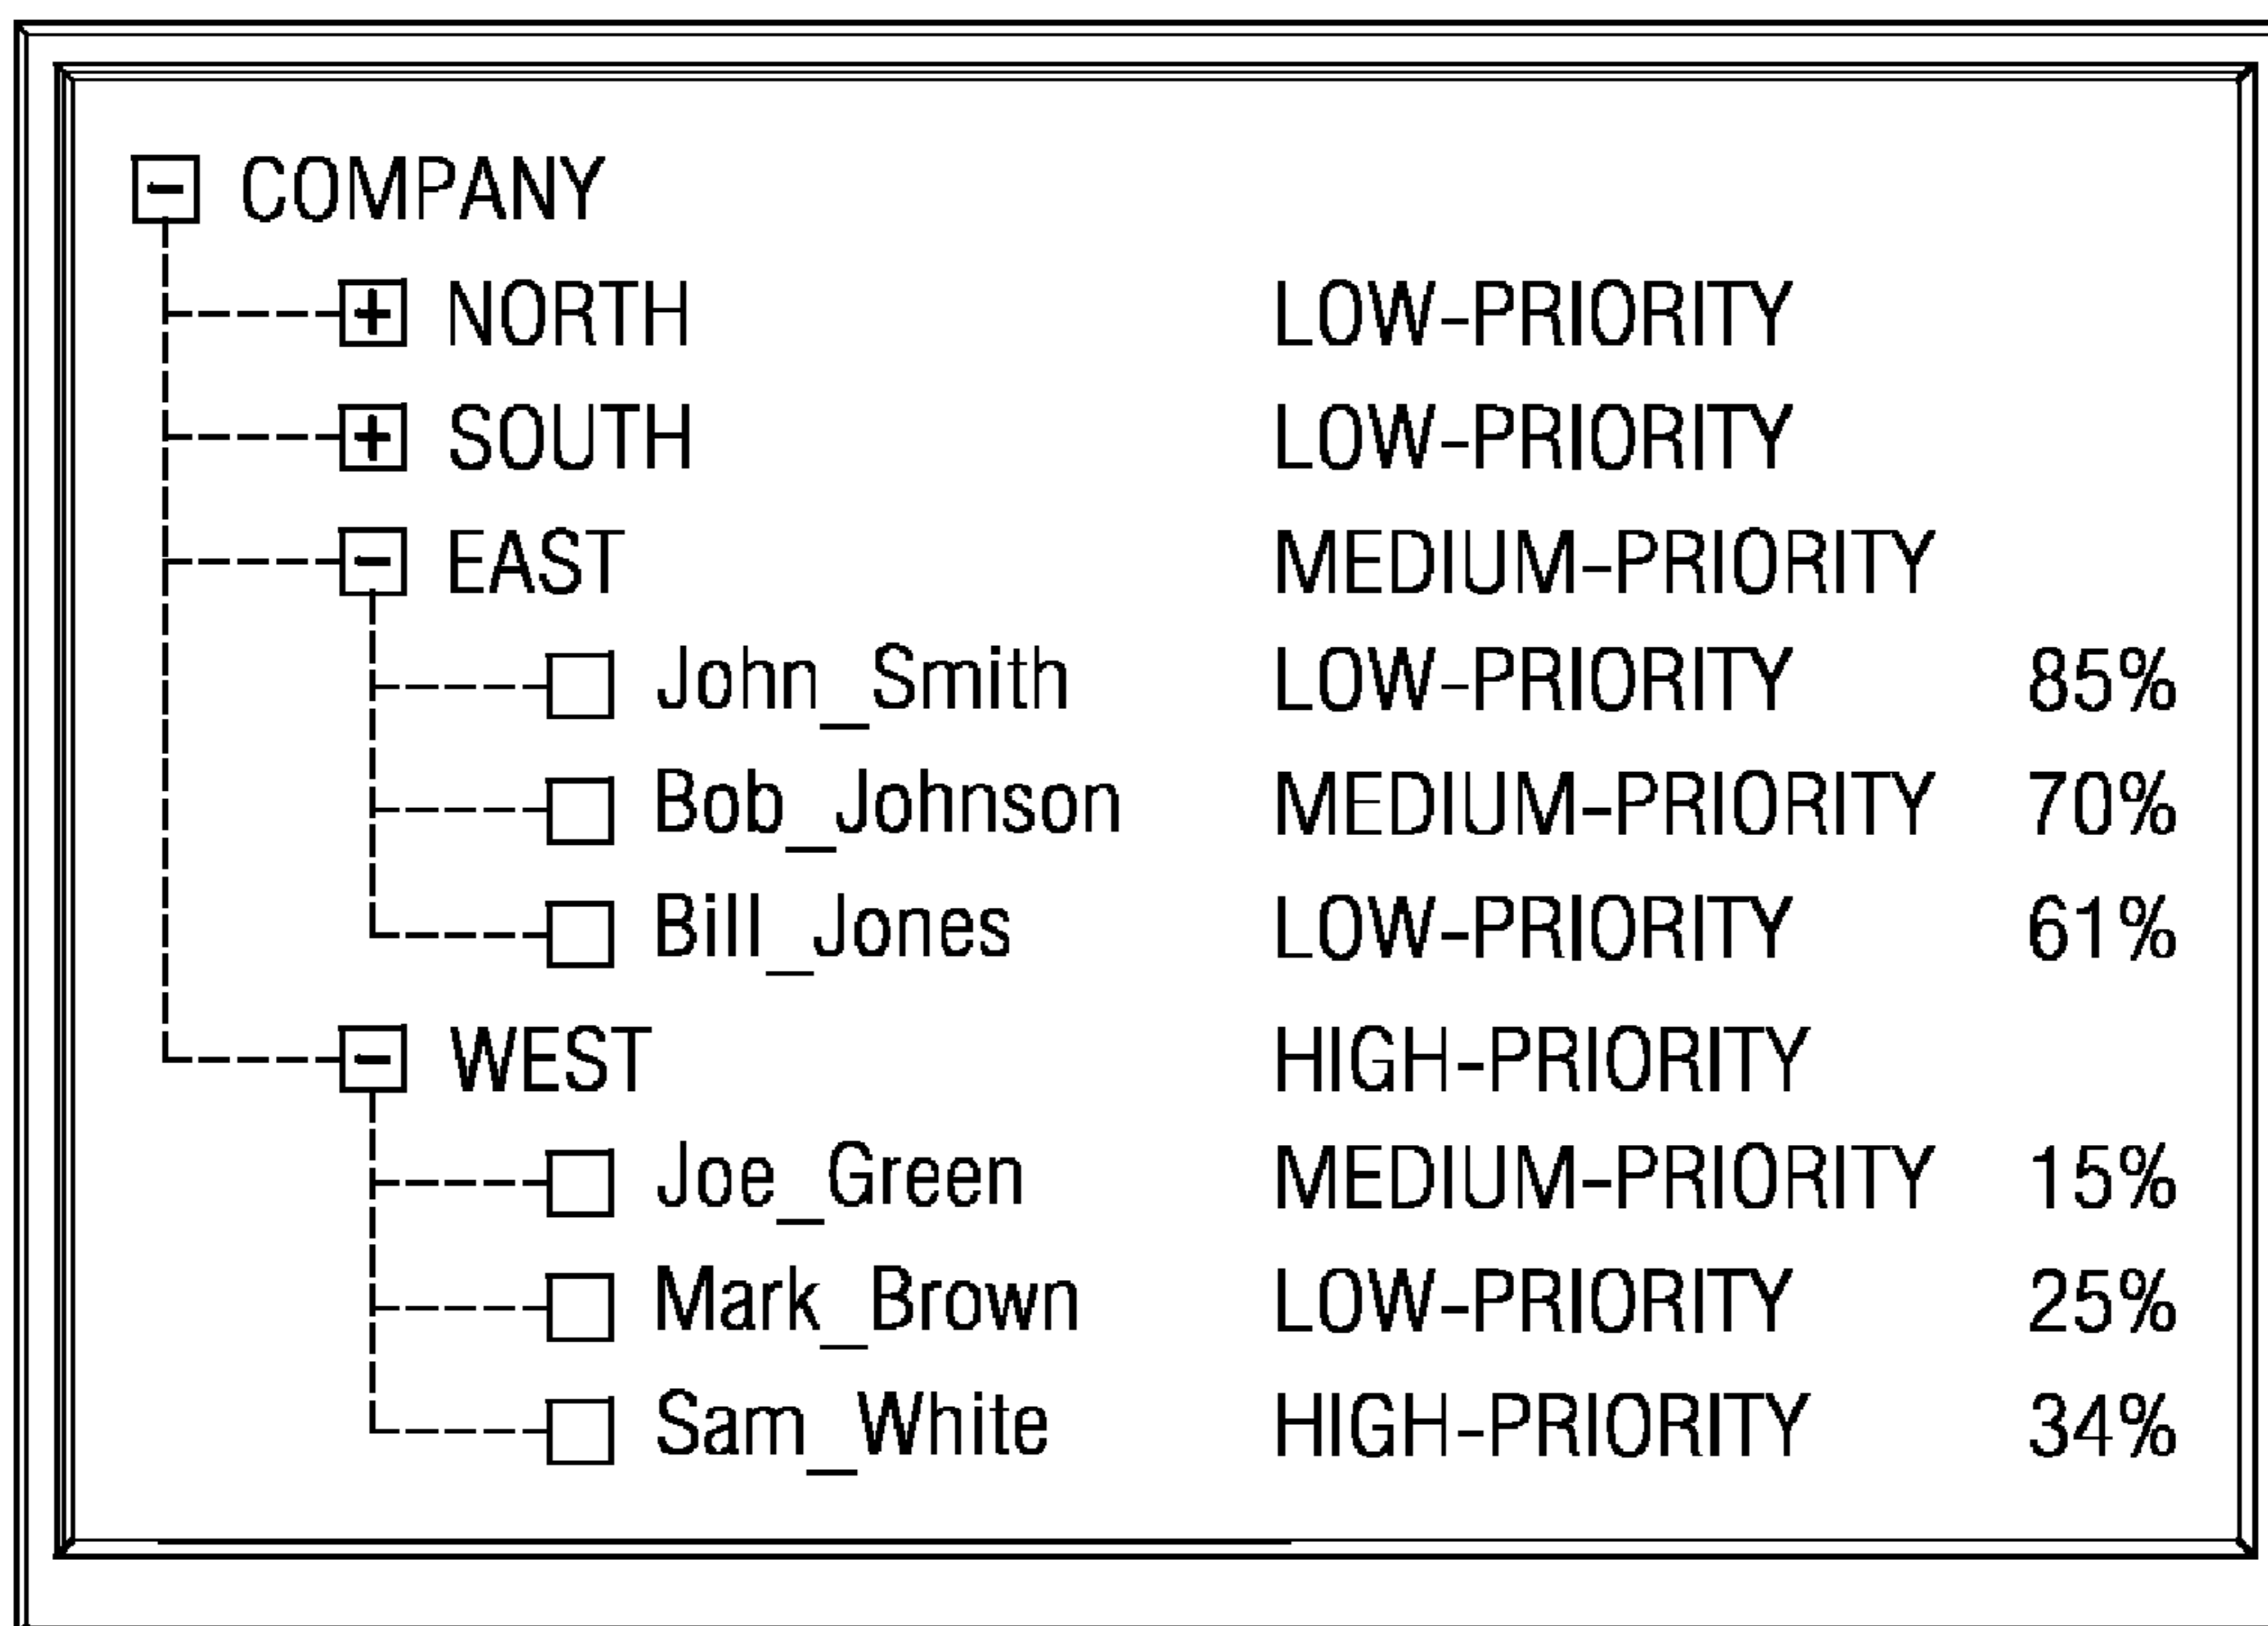 COMPANY
NORTH LOW-PRIORITY
SOUTH LOW-PRIORITY
EAST MEDIUM-PRIORITY
John_Smith LOW-PRIORITY 85%
Bob_Johnson MEDIUM-PRIORITY 70%
Bill_Jones LOW-PRIORITY 61%
WEST HIGH-PRIORITY
Joe_Green MEDIUM-PRIORITY 15%
Mark_Brown LOW-PRIORITY 25%
Sam_White HIGH-PRIORITY 34%